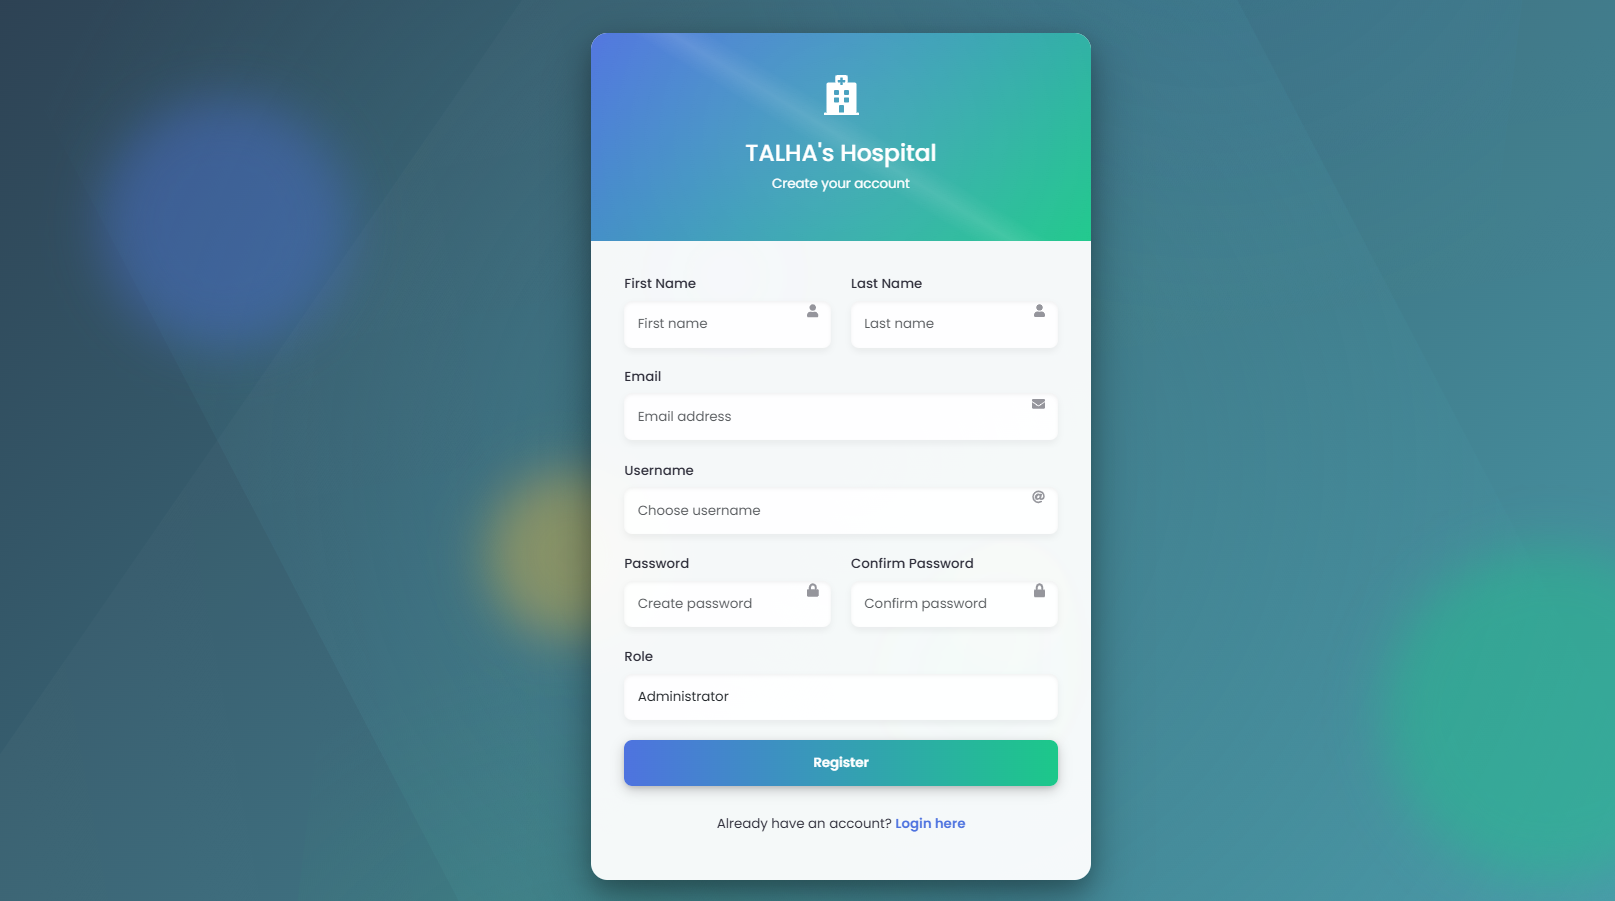 TALHA's Hospital
Create your account
First Name Last Name
First name Last name
Email
Email address
Username
Choose username
@
Password Confirm Password
Create password Confirm password
Role
Administrator
Register
Already have an account? Login here